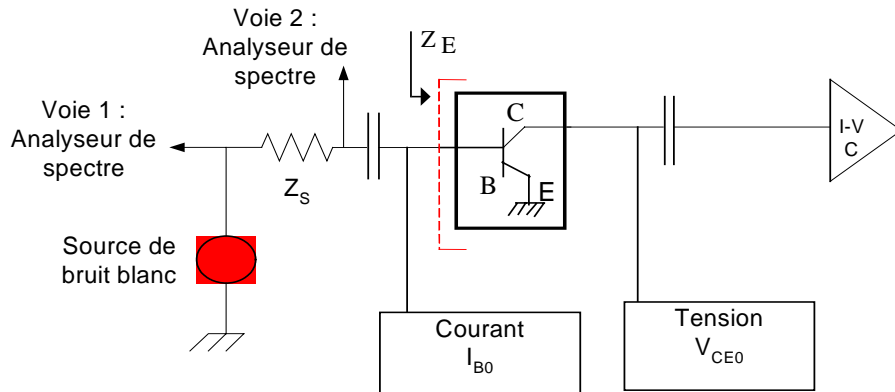 Voie 2 :
Analyseur de
spectre
Z E
Voie 1 :
Analyseur de
spectre
C
I-V
C
Z S
B
E
Source de
bruit blanc
Courant
I B0
Tension
V CE0